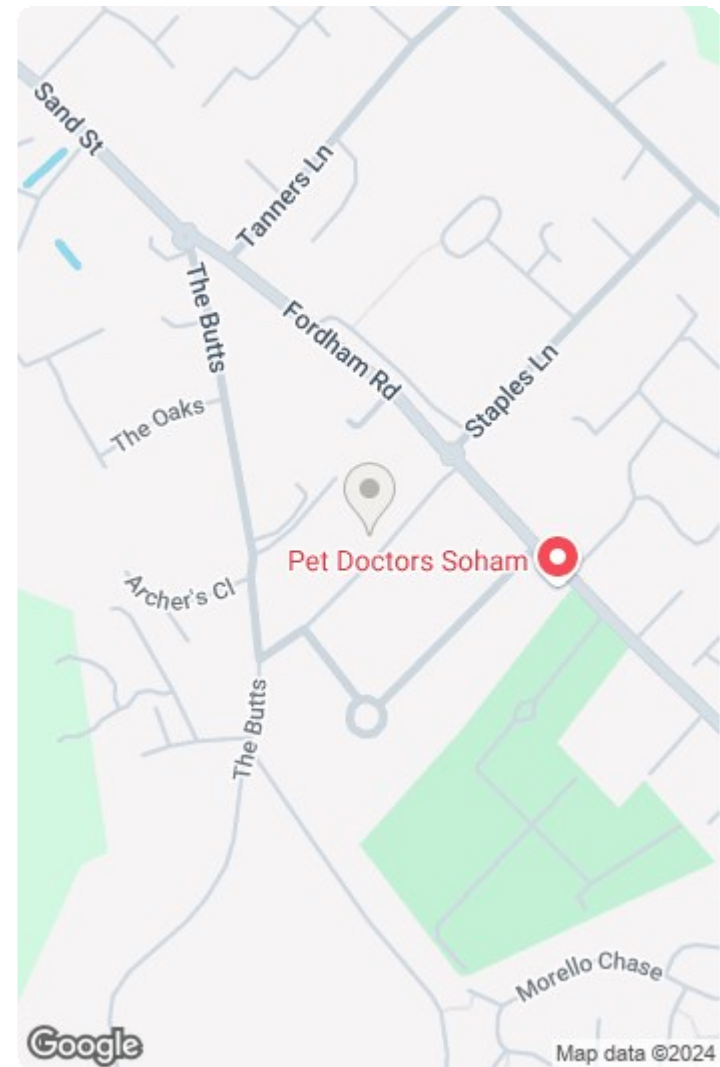 Sand St
Tanners Ln
The Butts
Fordham Rd
Staples Ln
The Oaks
Pet Doctors Soham
Archer's Cl
The Butts
Morello Chase
Google
Map data ©2024